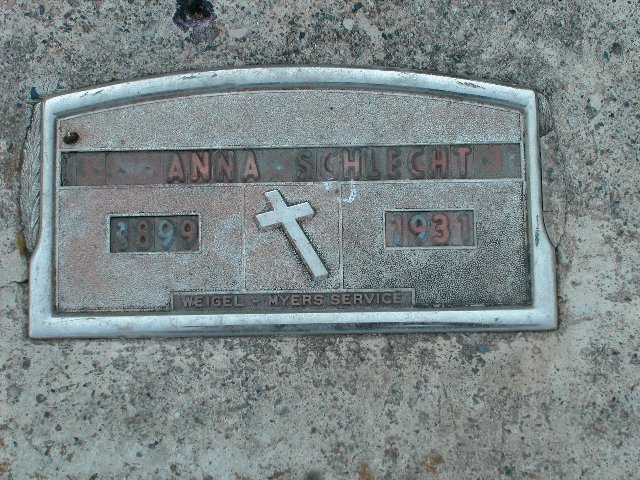 ANNA SCHLECHT
1899
1931
WEIGEL - MYERS SERVICE